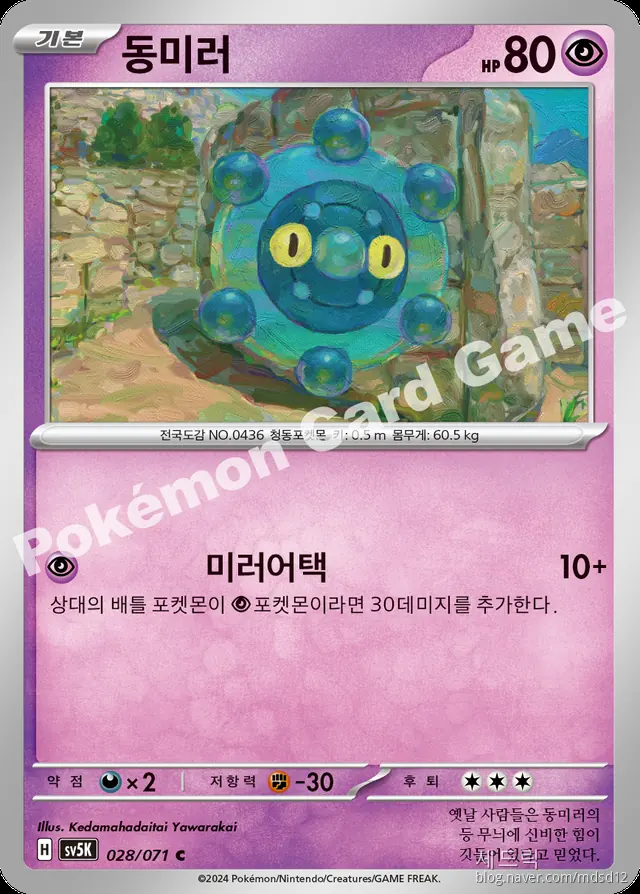 기본 동미러 HP 80
전국도감 NO.0436 청동포켓몬 키: 0.5 m 몸무게: 60.5 kg
Pokémon Card Game
미러어택 10+
상대의 배틀 포켓몬이 포켓몬이라면 30데미지를 추가한다.
약점 ×2 저항력 -30 후퇴
Illus. Kedamahadaitai Yawarakai
H sv5K 028/071 C
옛날 사람들은 동미러의
등 무늬에 신비한 힘이
깃들어 있다고 믿었다.
체드락
blog.naver.com/mdsd12
©2024 Pokémon/Nintendo/Creatures/GAME FREAK.